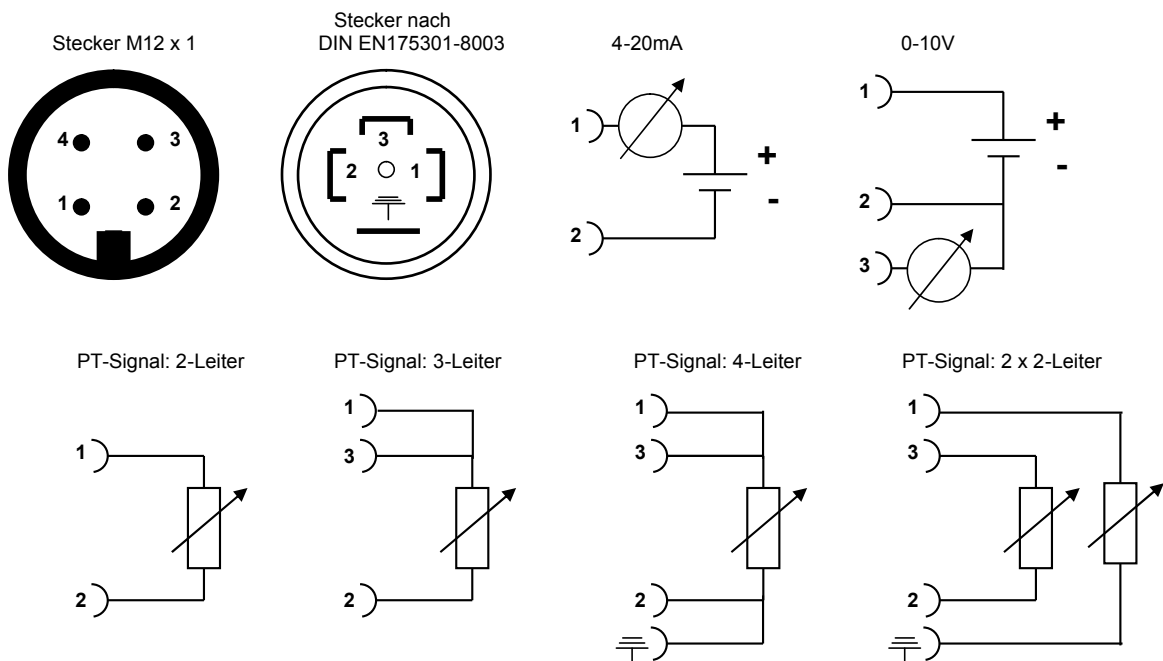 Stecker M12 x 1
Stecker nach
DIN EN175301-8003
4-20mA
0-10V
4 3
1 2
3
2 1
1
+
-
2
1
+
-
2
3
PT-Signal: 2-Leiter
PT-Signal: 3-Leiter
PT-Signal: 4-Leiter
PT-Signal: 2 x 2-Leiter
1
2
1
3
2
1
3
2
1
3
2